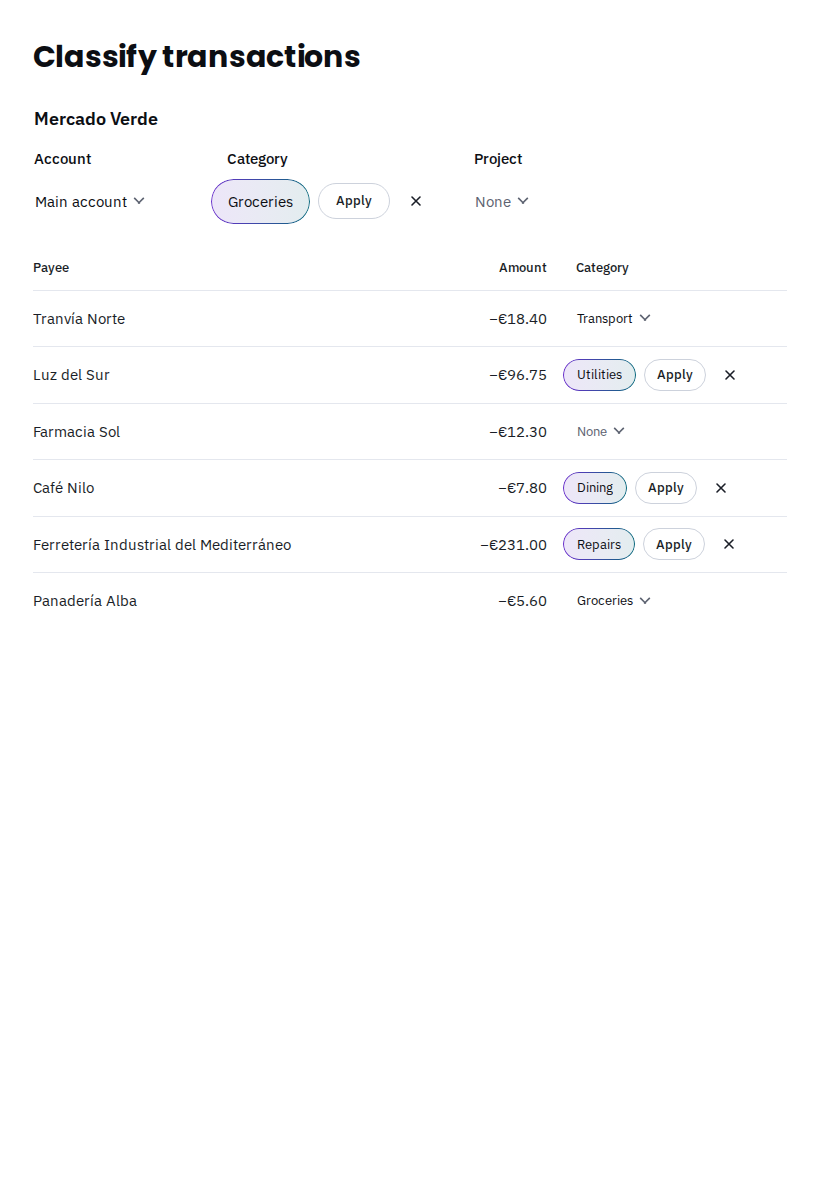 Classify transactions
Mercado Verde
Account Category Project
Main account Groceries Apply None
Payee Amount Category
Tranvía Norte −€18.40 Transport
Luz del Sur −€96.75 Utilities Apply
Farmacia Sol −€12.30 None
Café Nilo −€7.80 Dining Apply
Ferretería Industrial del Mediterráneo −€231.00 Repairs Apply
Panadería Alba −€5.60 Groceries